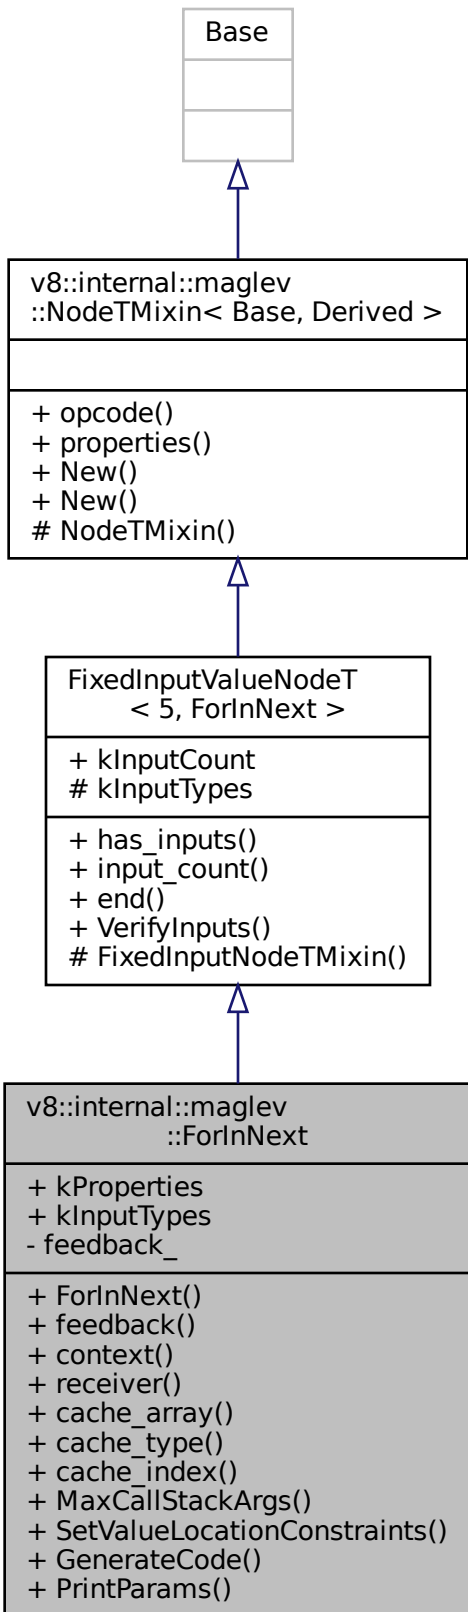 Base
v8::internal::maglev
::NodeTMixin< Base, Derived >
+ opcode()
+ properties()
+ New()
+ New()
# NodeTMixin()
FixedInputValueNodeT
< 5, ForInNext >
+ kInputCount
# kInputTypes
+ has_inputs()
+ input_count()
+ end()
+ VerifyInputs()
# FixedInputNodeTMixin()
v8::internal::maglev
::ForInNext
+ kProperties
+ kInputTypes
- feedback_
+ ForInNext()
+ feedback()
+ context()
+ receiver()
+ cache_array()
+ cache_type()
+ cache_index()
+ MaxCallStackArgs()
+ SetValueLocationConstraints()
+ GenerateCode()
+ PrintParams()